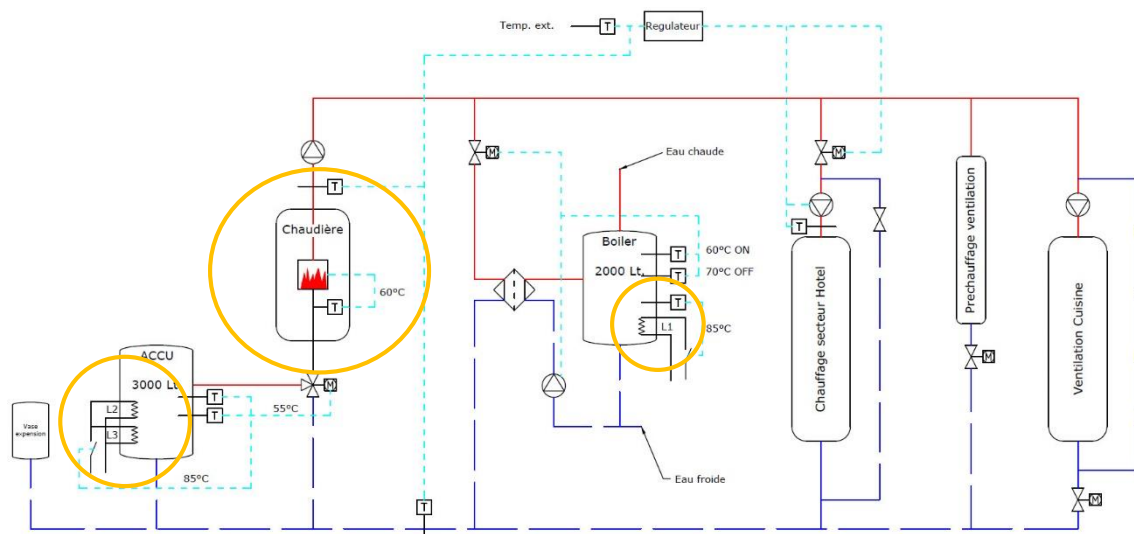 Temp. ext.
T
Regulateur
M
M
Eau chaude
T
Chaudière
T
Boiler
T
60°C ON
2000 Lt.
T
70°C OFF
60°C
T
T
L1
85°C
ACCU
3000 Lt
M
T
55°C
T
L2
L3
Vase
expension
85°C
Eau froide
T
Chauffage secteur Hotel
Prechauffage ventilation
M
Ventilation Cuisine
M